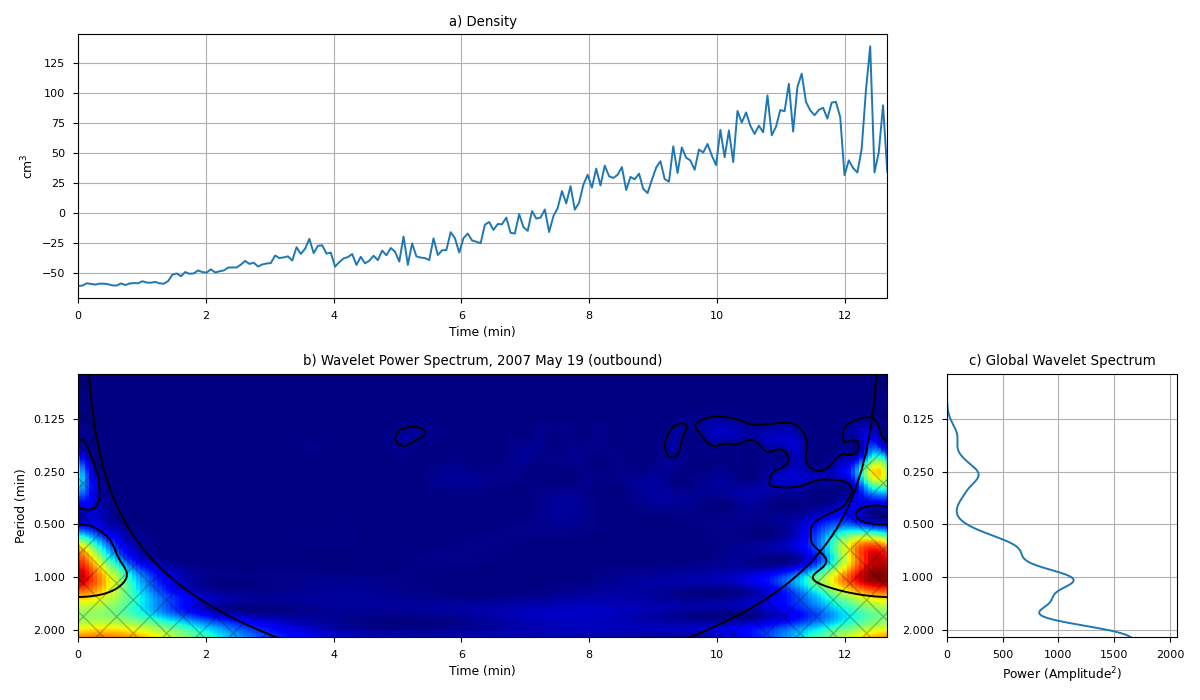 a) Density
cm³
125
100
75
50
25
0
−25
−50
0 2 4 6 8 10 12
Time (min)
b) Wavelet Power Spectrum, 2007 May 19 (outbound)
Period (min)
0.125
0.250
0.500
1.000
2.000
0 2 4 6 8 10 12
Time (min)
c) Global Wavelet Spectrum
0.125
0.250
0.500
1.000
2.000
0 500 1000 1500 2000
Power (Amplitude²)